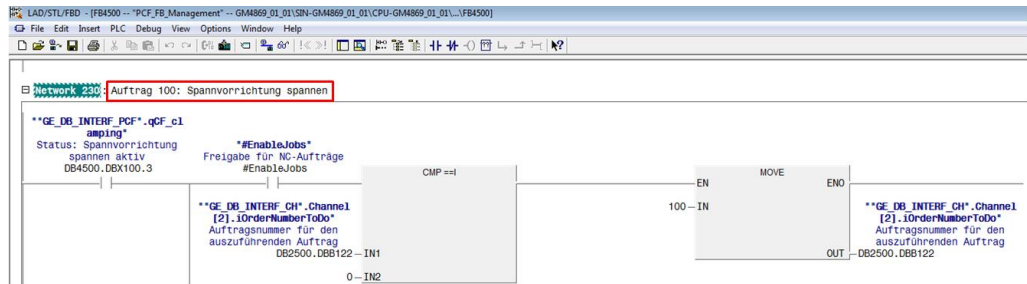 LAD/STL/FBD - [FB4500 -- "PCF_FB_Management" -- GM4869_01_01\SIN-GM4869_01_01\CPU-GM4869_01_01\...\FB4500]
File Edit Insert PLC Debug View Options Window Help
Network 230: Auftrag 100: Spannvorrichtung spannen
""GE_DB_INTERF_PCF".qCF_cl
amping"
Status: Spannvorrichtung
spannen aktiv
DB4500.DBX100.3
"#EnableJobs"
Freigabe für NC-Aufträge
#EnableJobs
CMP ==I
""GE_DB_INTERF_CH".Channel
[2].iOrderNumberToDo"
Auftragsnummer für den
auszuführenden Auftrag
DB2500.DBB122
IN1
0
IN2
MOVE
EN
ENO
100
IN
""GE_DB_INTERF_CH".Channel
[2].iOrderNumberToDo"
Auftragsnummer für den
auszuführenden Auftrag
OUT
DB2500.DBB122